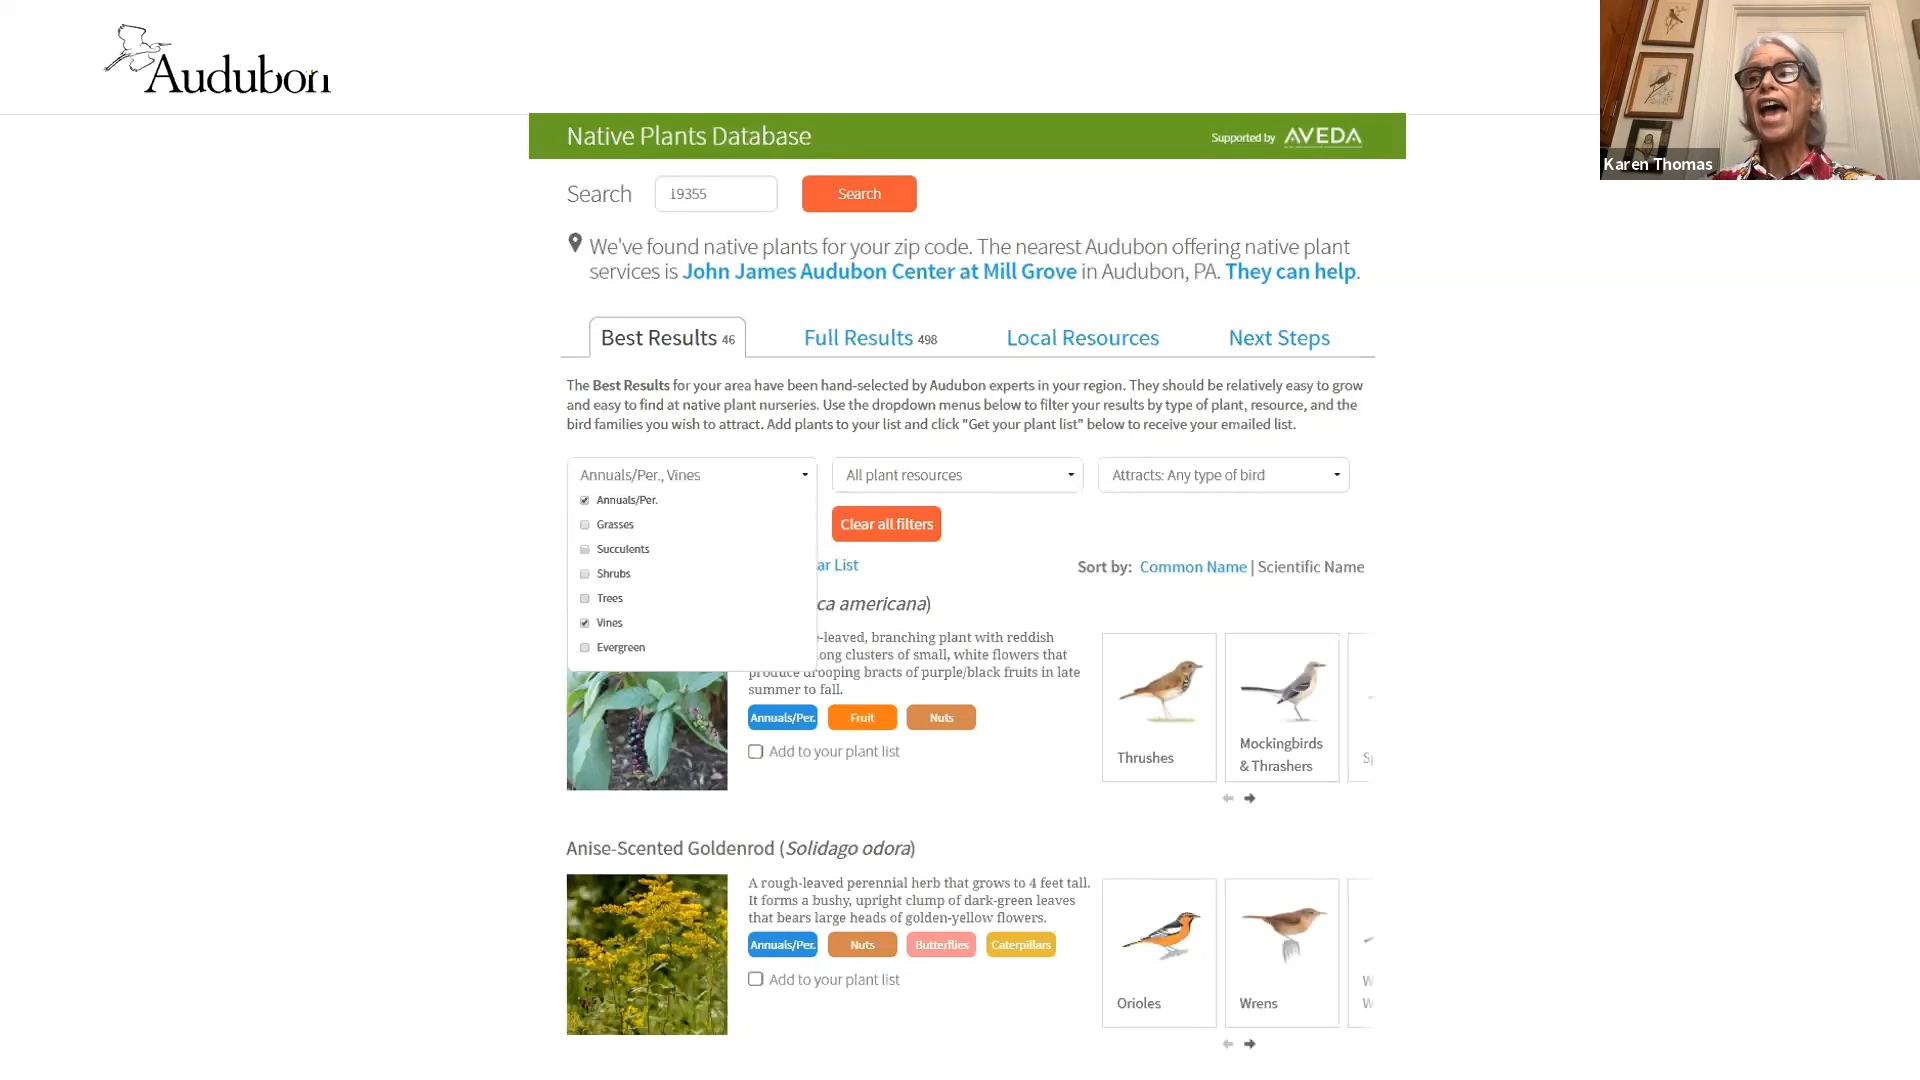 Audubon
Karen Thomas
Native Plants Database
Supported by AVEDA
Search 19355 Search
We've found native plants for your zip code. The nearest Audubon offering native plant
services is John James Audubon Center at Mill Grove in Audubon, PA. They can help.
Best Results 46 Full Results 498 Local Resources Next Steps
The Best Results for your area have been hand-selected by Audubon experts in your region. They should be relatively easy to grow
and easy to find at native plant nurseries. Use the dropdown menus below to filter your results by type of plant, resource, and the
bird families you wish to attract. Add plants to your list and click "Get your plant list" below to receive your emailed list.
Annuals/Per., Vines All plant resources Attracts: Any type of bird
Annuals/Per.
Grasses
Succulents
Shrubs
Trees
Vines
Evergreen
Clear all filters
ar List
Sort by: Common Name | Scientific Name
ca americana)
-leaved, branching plant with reddish
ong clusters of small, white flowers that
produce drooping bracts of purple/black fruits in late
summer to fall.
Annuals/Per. Fruit Nuts
Add to your plant list
Thrushes
Mockingbirds
& Thrashers
Sp
Anise-Scented Goldenrod (Solidago odora)
A rough-leaved perennial herb that grows to 4 feet tall.
It forms a bushy, upright clump of dark-green leaves
that bears large heads of golden-yellow flowers.
Annuals/Per. Nuts Butterflies Caterpillars
Add to your plant list
Orioles
Wrens
W
W